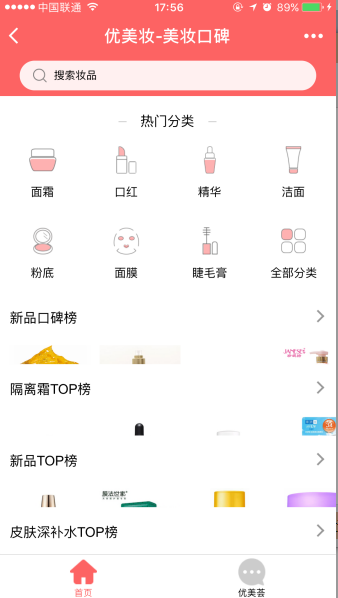 中国联通 17:56 89%
优美妆-美妆口碑
搜索妆品
热门分类
面霜 口红 精华 洁面
粉底 面膜 睫毛膏 全部分类
新品口碑榜
隔离霜TOP榜
新品TOP榜
皮肤深补水TOP榜
首页 优美荟